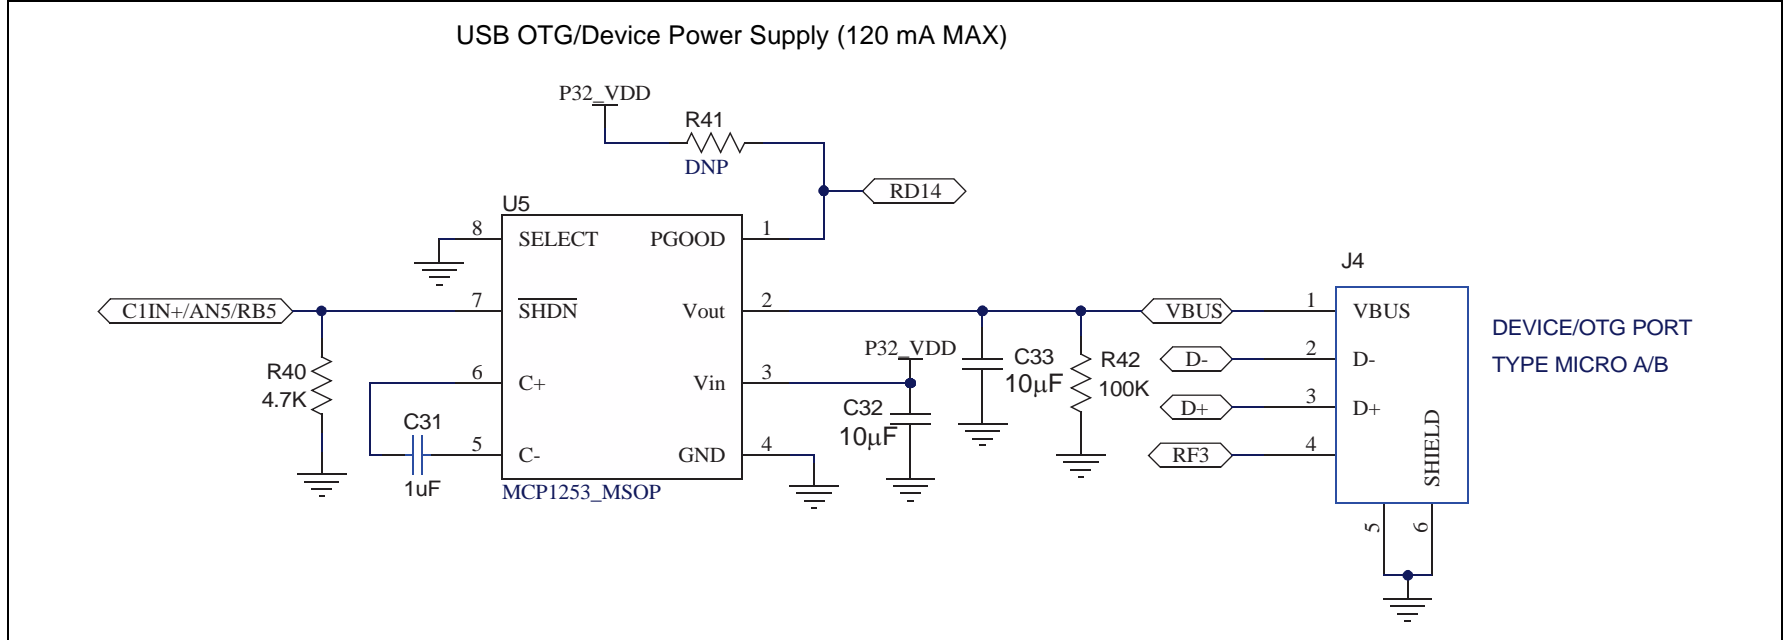 USB OTG/Device Power Supply (120 mA MAX)
P32_VDD
R41
DNP
RD14
U5
8 SELECT PGOOD 1
C1IN+/AN5/RB5 7 SHDN Vout 2
6 C+ Vin 3
5 C- GND 4
MCP1253_MSOP
R40
4.7K
C31
1uF
P32_VDD
C32
10µF
C33
10µF
R42
100K
J4
VBUS 1 VBUS
D- 2 D-
D+ 3 D+
RF3 4
SHIELD
5 6
DEVICE/OTG PORT
TYPE MICRO A/B